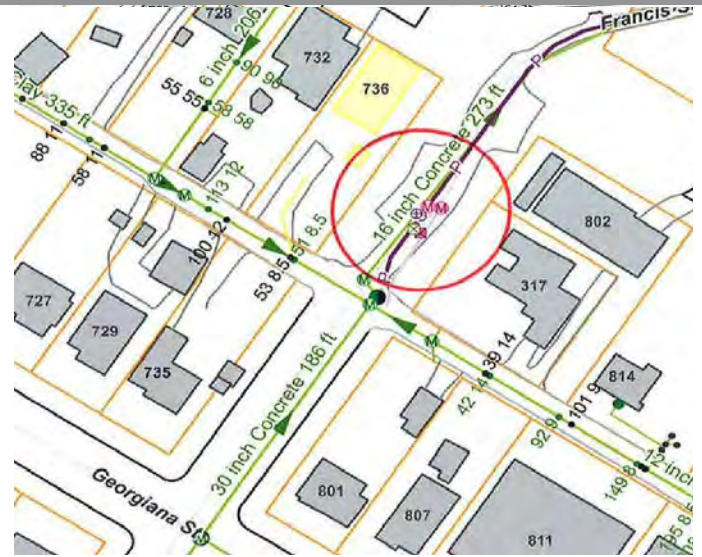 728
732
736
Francis S
6 inch 206
90 96
55 55
58 58
Clay 335 ft
88 11
58 11
113 12
100 12
53 8.5
51 8.5
16 inch Concrete 273 ft
P
P
P
M
M
M
M
M
M
M
M
802
317
727
729
735
39 14
42 14
814
101 9
92 9
30 inch Concrete 186 ft
149 8
12 inc
Georgiana St
M
801
807
811
95 8.5